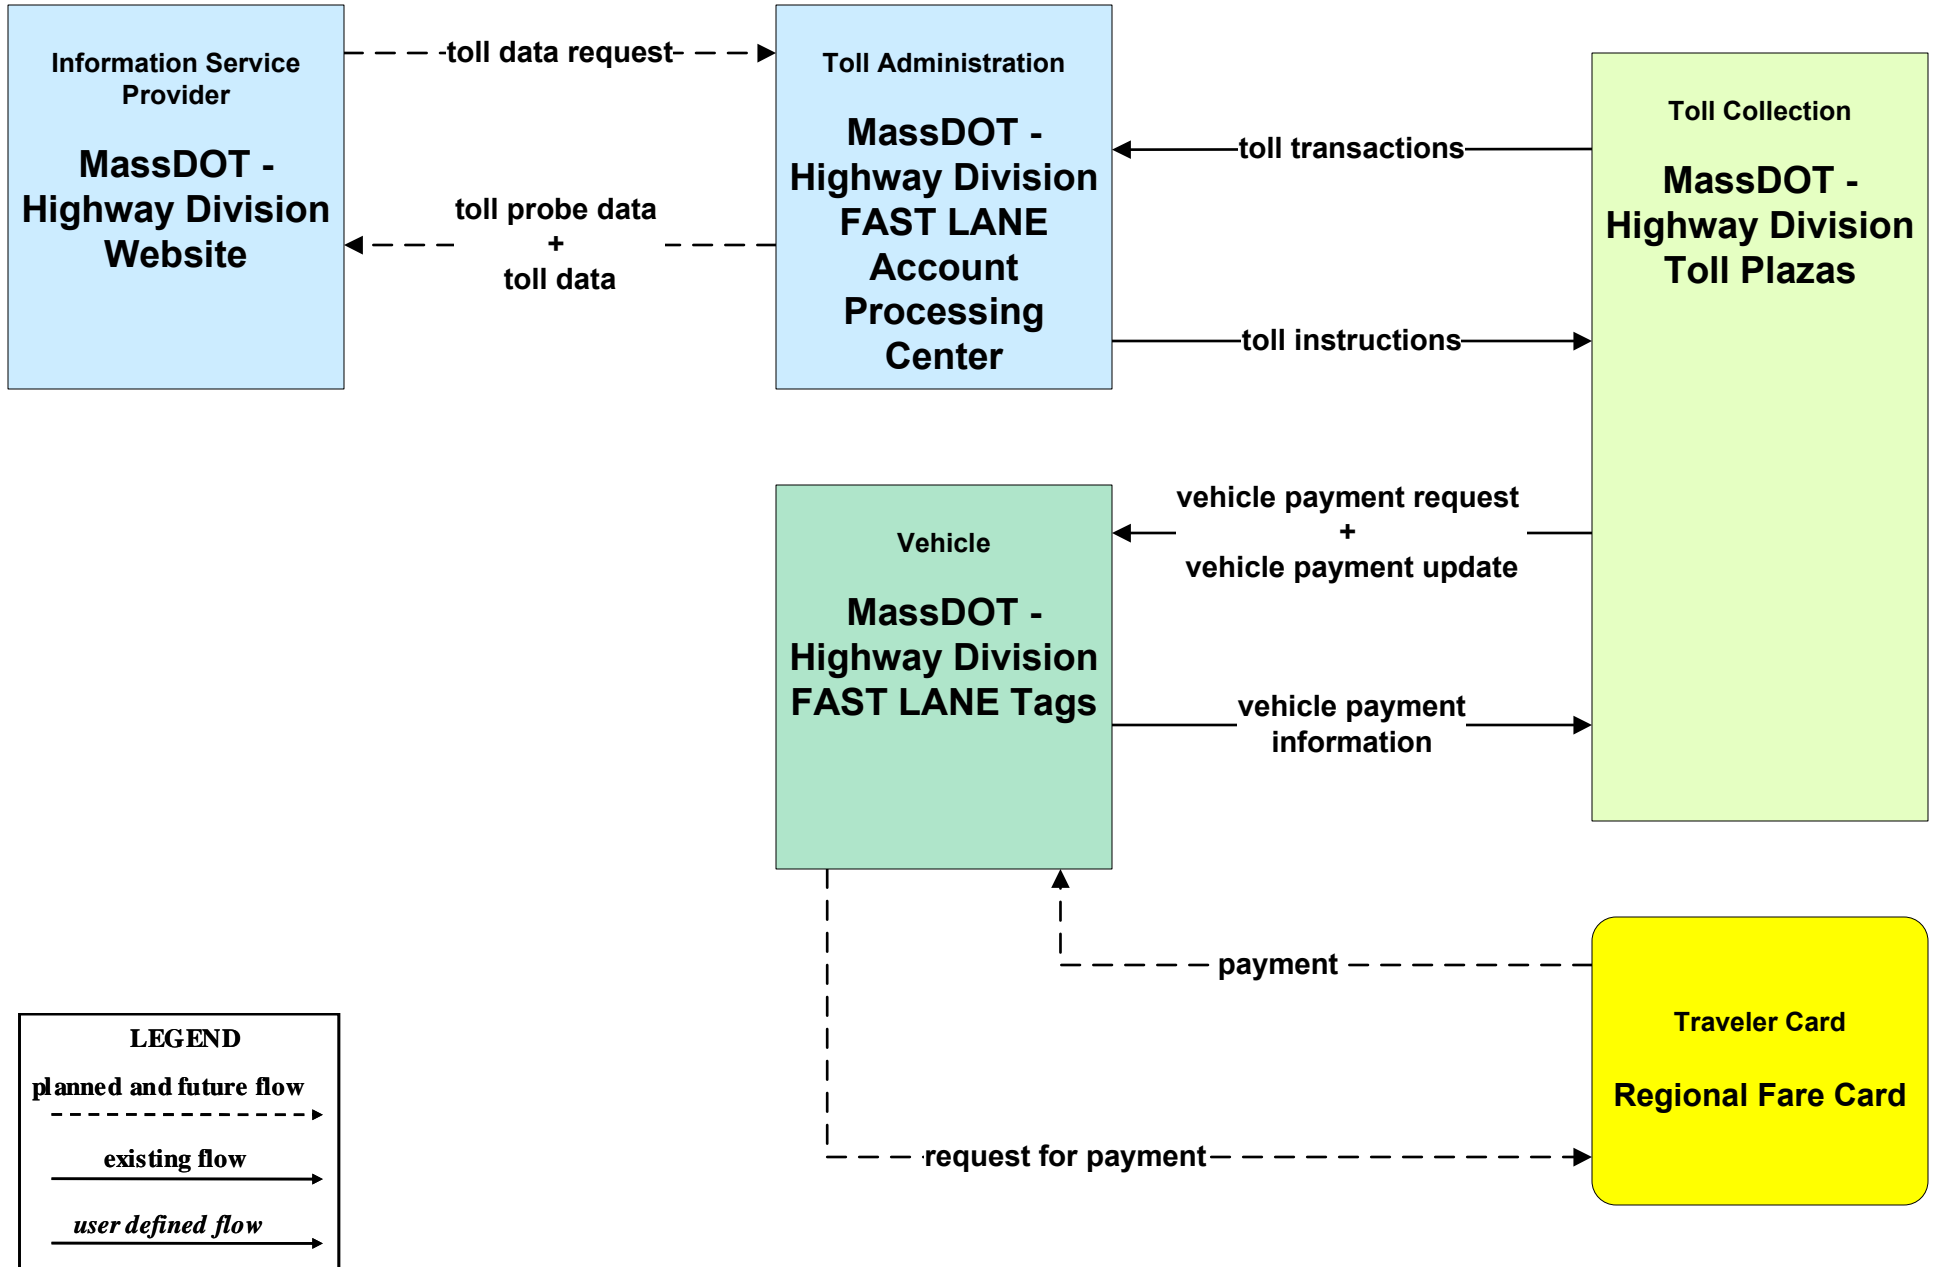 Information Service
Provider
MassDOT -
Highway Division
Website
toll data request
toll probe data
+
toll data
Toll Administration
MassDOT -
Highway Division
FAST LANE
Account
Processing
Center
toll transactions
toll instructions
Toll Collection
MassDOT -
Highway Division
Toll Plazas
Vehicle
MassDOT -
Highway Division
FAST LANE Tags
vehicle payment request
+
vehicle payment update
vehicle payment
information
payment
request for payment
Traveler Card
Regional Fare Card
LEGEND
planned and future flow
existing flow
user defined flow